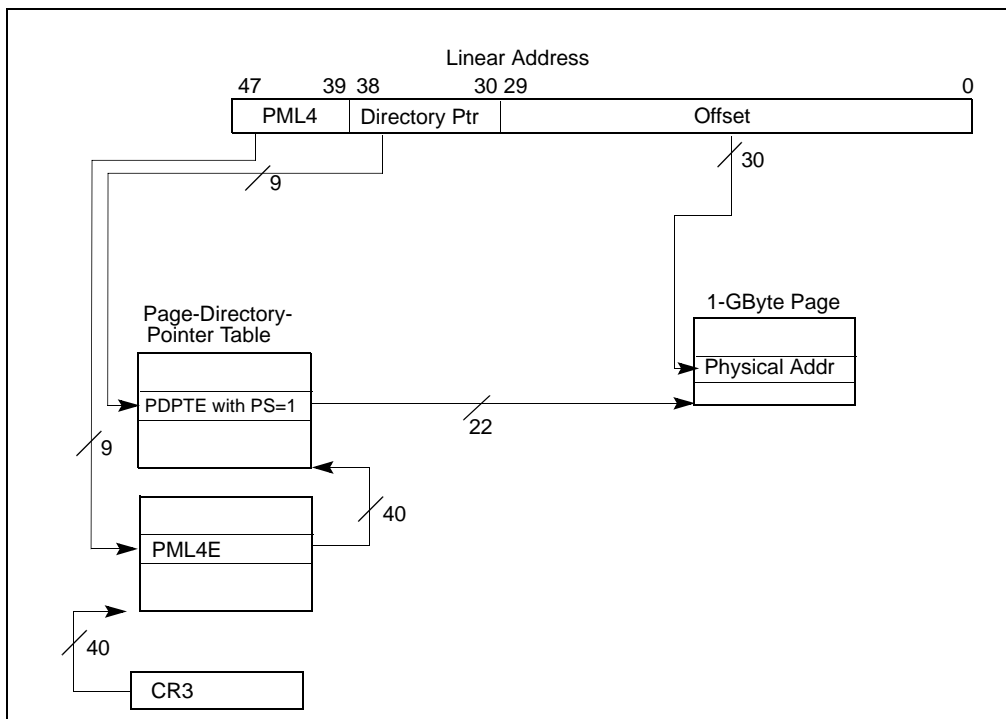 Linear Address
47 39 38 30 29 0
PML4 Directory Ptr Offset
9
30
Page-Directory-
Pointer Table
1-GByte Page
Physical Addr
PDPTE with PS=1
22
9
40
PML4E
40
CR3